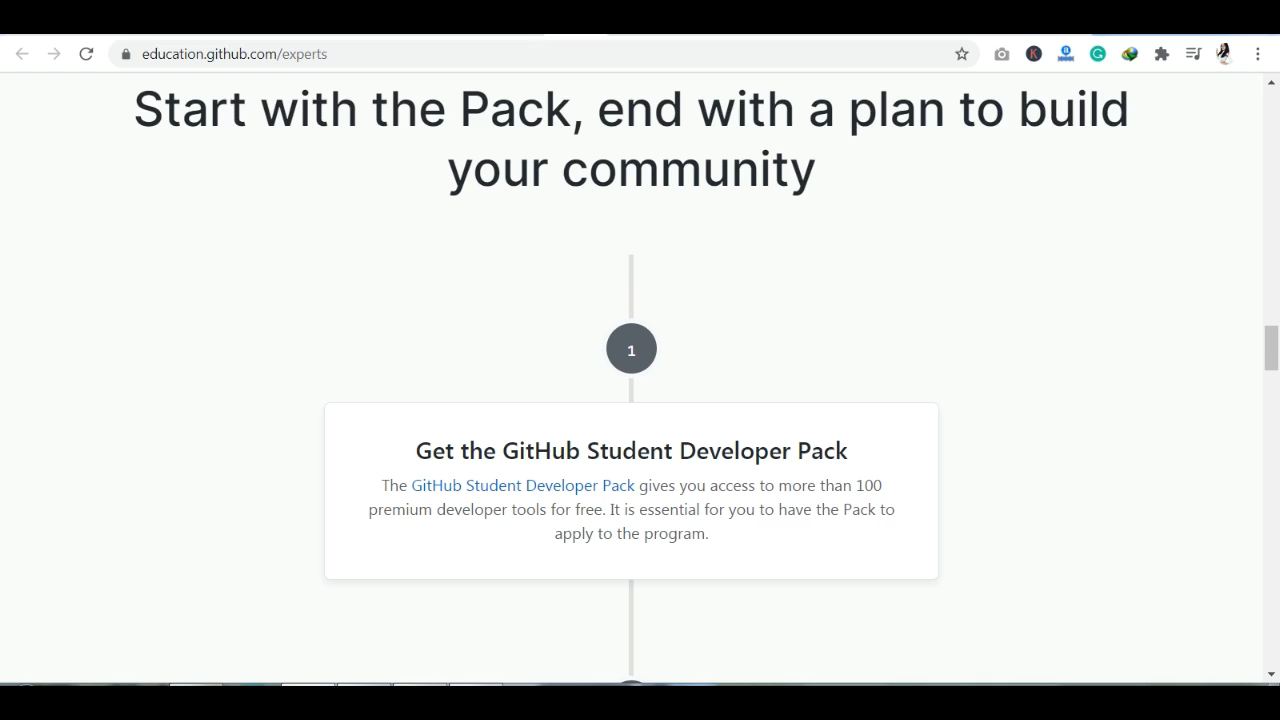 education.github.com/experts
Start with the Pack, end with a plan to build
your community
1
Get the GitHub Student Developer Pack
The GitHub Student Developer Pack gives you access to more than 100
premium developer tools for free. It is essential for you to have the Pack to
apply to the program.